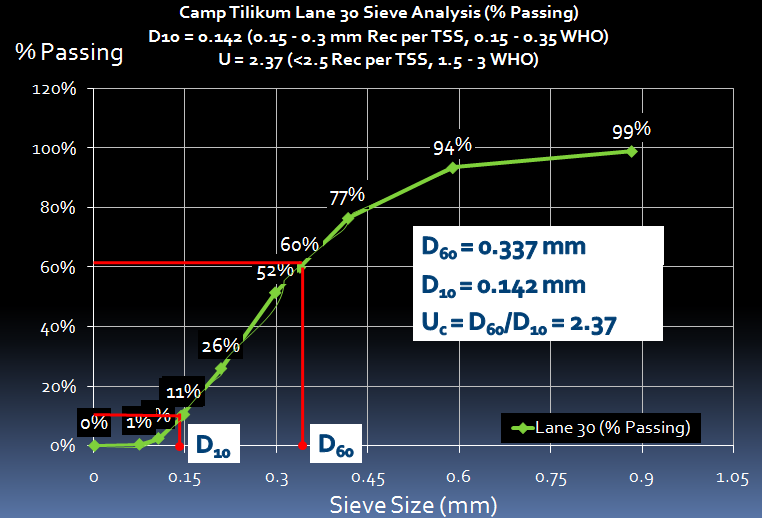 Camp Tilikum Lane 30 Sieve Analysis (% Passing)
D10 = 0.142 (0.15 - 0.3 mm Rec per TSS, 0.15 - 0.35 WHO)
U = 2.37 (<2.5 Rec per TSS, 1.5 - 3 WHO)
% Passing
120%
100%
80%
60%
40%
20%
0%
0%
1%
%
11%
26%
52%
60%
77%
94%
99%
D60 = 0.337 mm
D10 = 0.142 mm
Uc = D60/D10 = 2.37
Lane 30 (% Passing)
D10
D60
0
0.15
0.3
0.45
0.6
0.75
0.9
1.05
Sieve Size (mm)